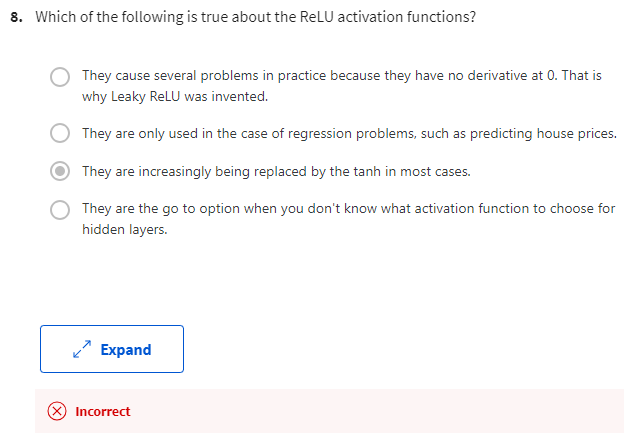 8. Which of the following is true about the ReLU activation functions?
They cause several problems in practice because they have no derivative at 0. That is
why Leaky ReLU was invented.
They are only used in the case of regression problems, such as predicting house prices.
They are increasingly being replaced by the tanh in most cases.
They are the go to option when you don't know what activation function to choose for
hidden layers.
Expand
Incorrect